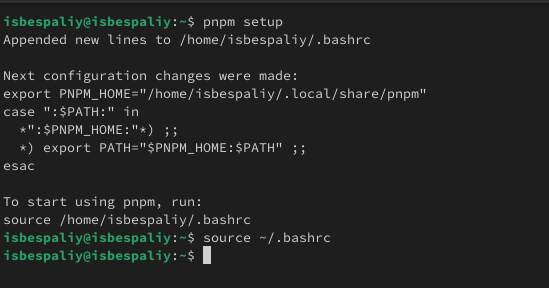 isbespaliy@isbespaliy:~$ pnpm setup
Appended new lines to /home/isbespaliy/.bashrc

Next configuration changes were made:
export PNPM_HOME="/home/isbespaliy/.local/share/pnpm"
case ":$PATH:" in
  *":$PNPM_HOME:"*) ;;
  *) export PATH="$PNPM_HOME:$PATH" ;;
esac

To start using pnpm, run:
source /home/isbespaliy/.bashrc
isbespaliy@isbespaliy:~$ source ~/.bashrc
isbespaliy@isbespaliy:~$